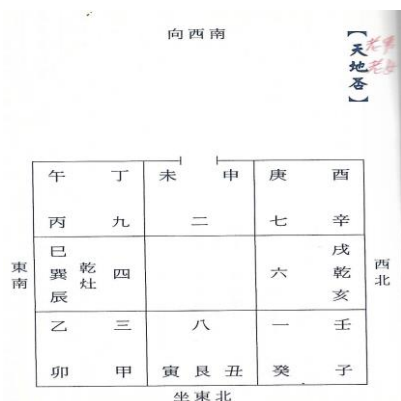 向西南
【天地否】
午 丁 未 申 庚 酉
丙 九 二 七 辛
東南
巳巽辰
乾灶
四
六
戌乾亥
西北
乙 三 八 一 壬
卯 甲 寅 艮 丑 癸 子
坐東北